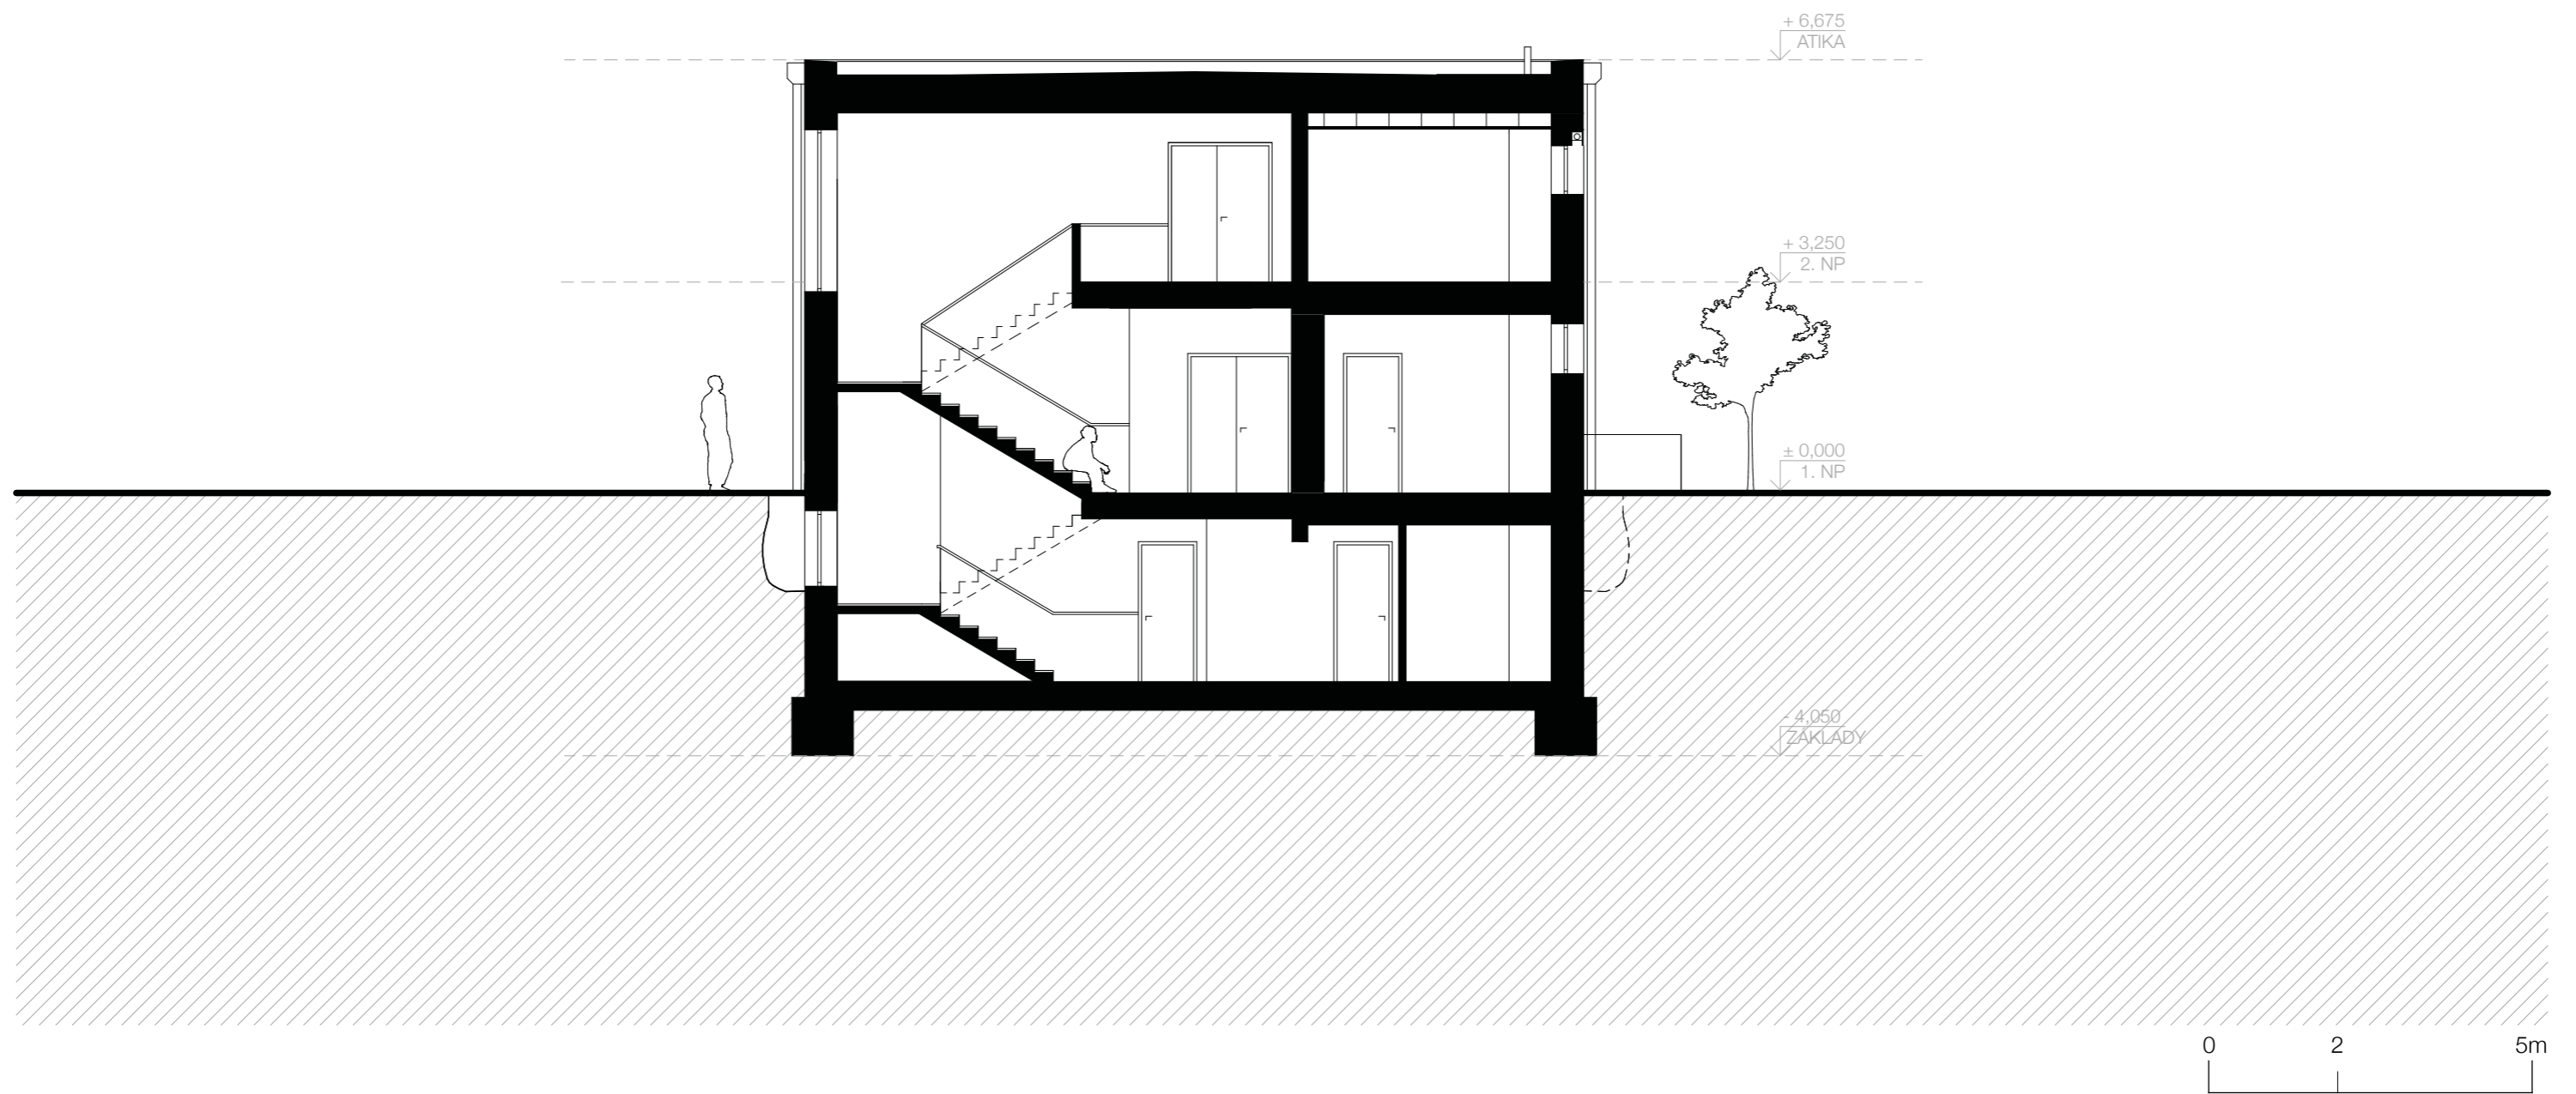 + 6,675
ATIKA
+ 3,250
2. NP
± 0,000
1. NP
- 4,050
ZÁKLADY
0 2 5m